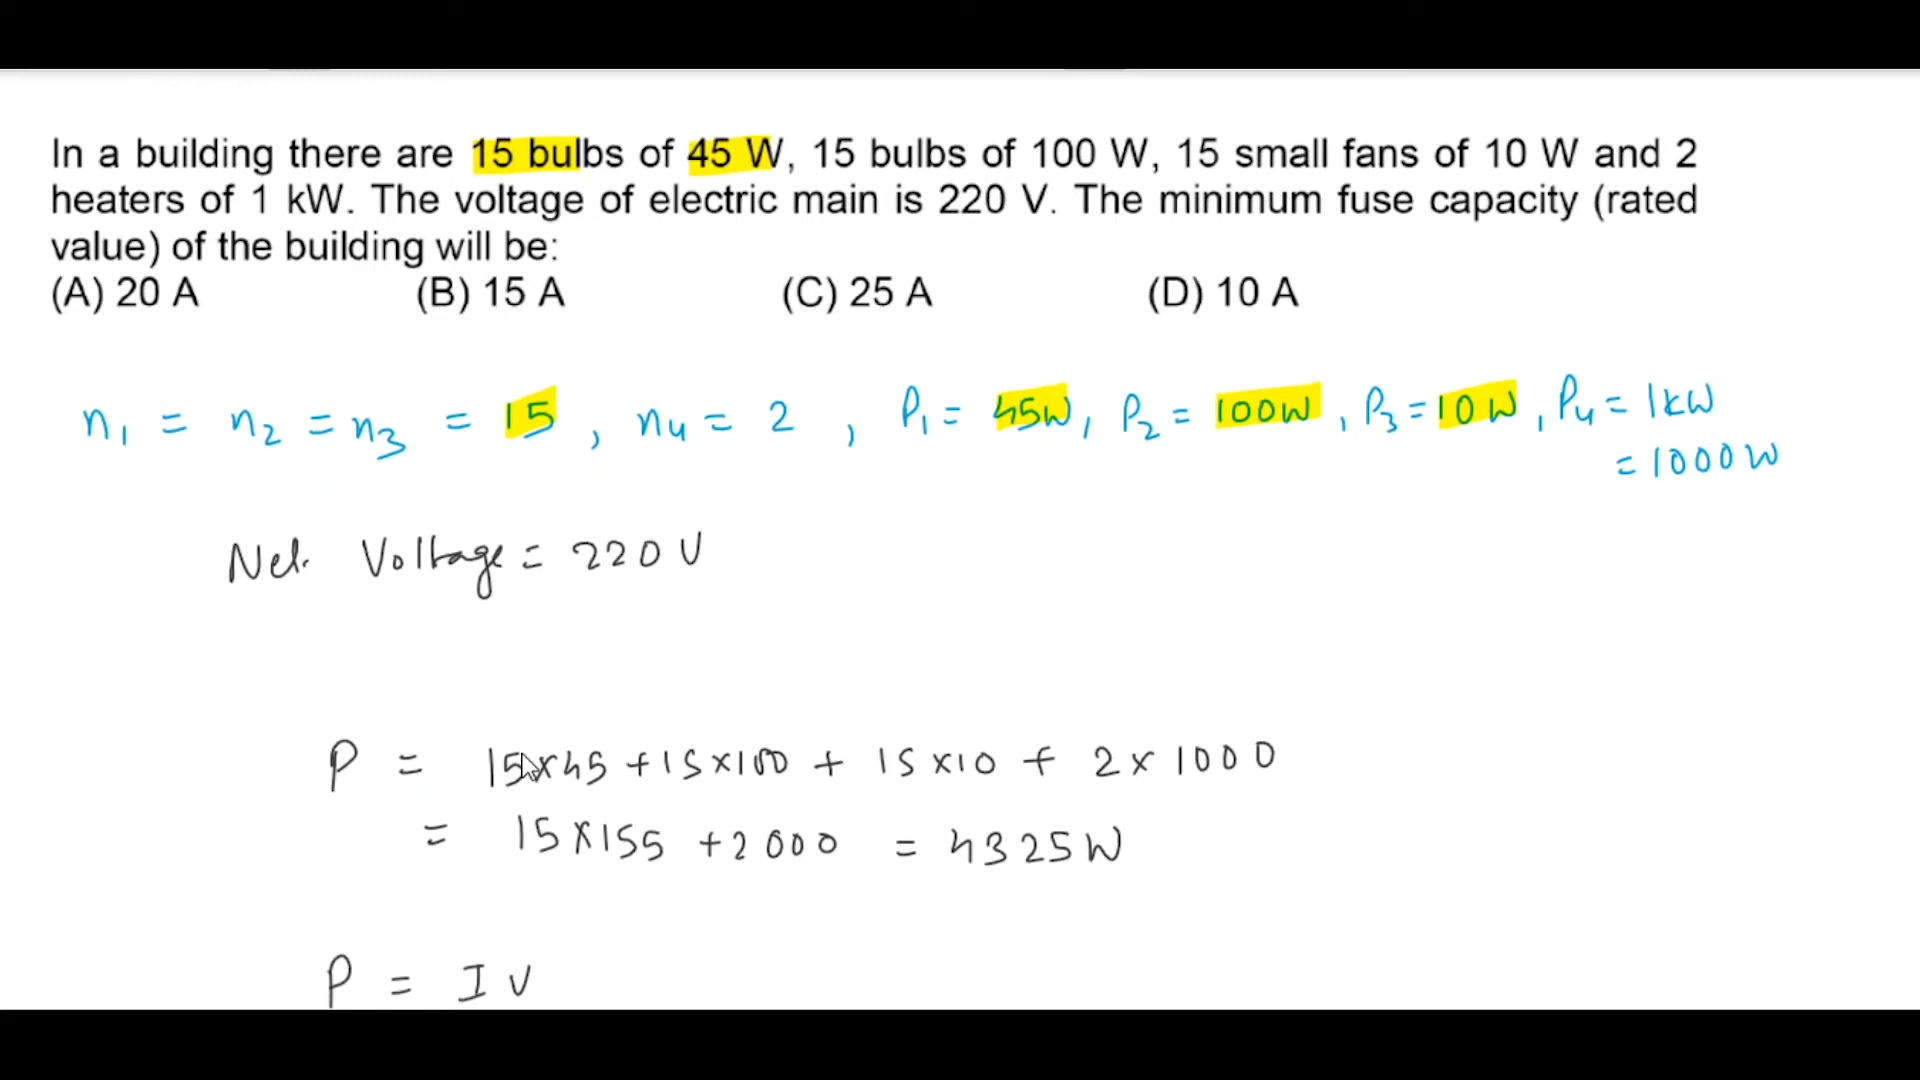 In a building there are 15 bulbs of 45 W, 15 bulbs of 100 W, 15 small fans of 10 W and 2
heaters of 1 kW. The voltage of electric main is 220 V. The minimum fuse capacity (rated
value) of the building will be:
(A) 20 A (B) 15 A (C) 25 A (D) 10 A
n₁ = n₂ = n₃ = 15, n₄ = 2, P₁ = 45W, P₂ = 100W, P₃ = 10W, P₄ = 1kW
= 1000W
Net. Voltage = 220 V
P = 15×45 + 15×100 + 15×10 + 2×1000
= 15×155 + 2000 = 4325W
P = IV